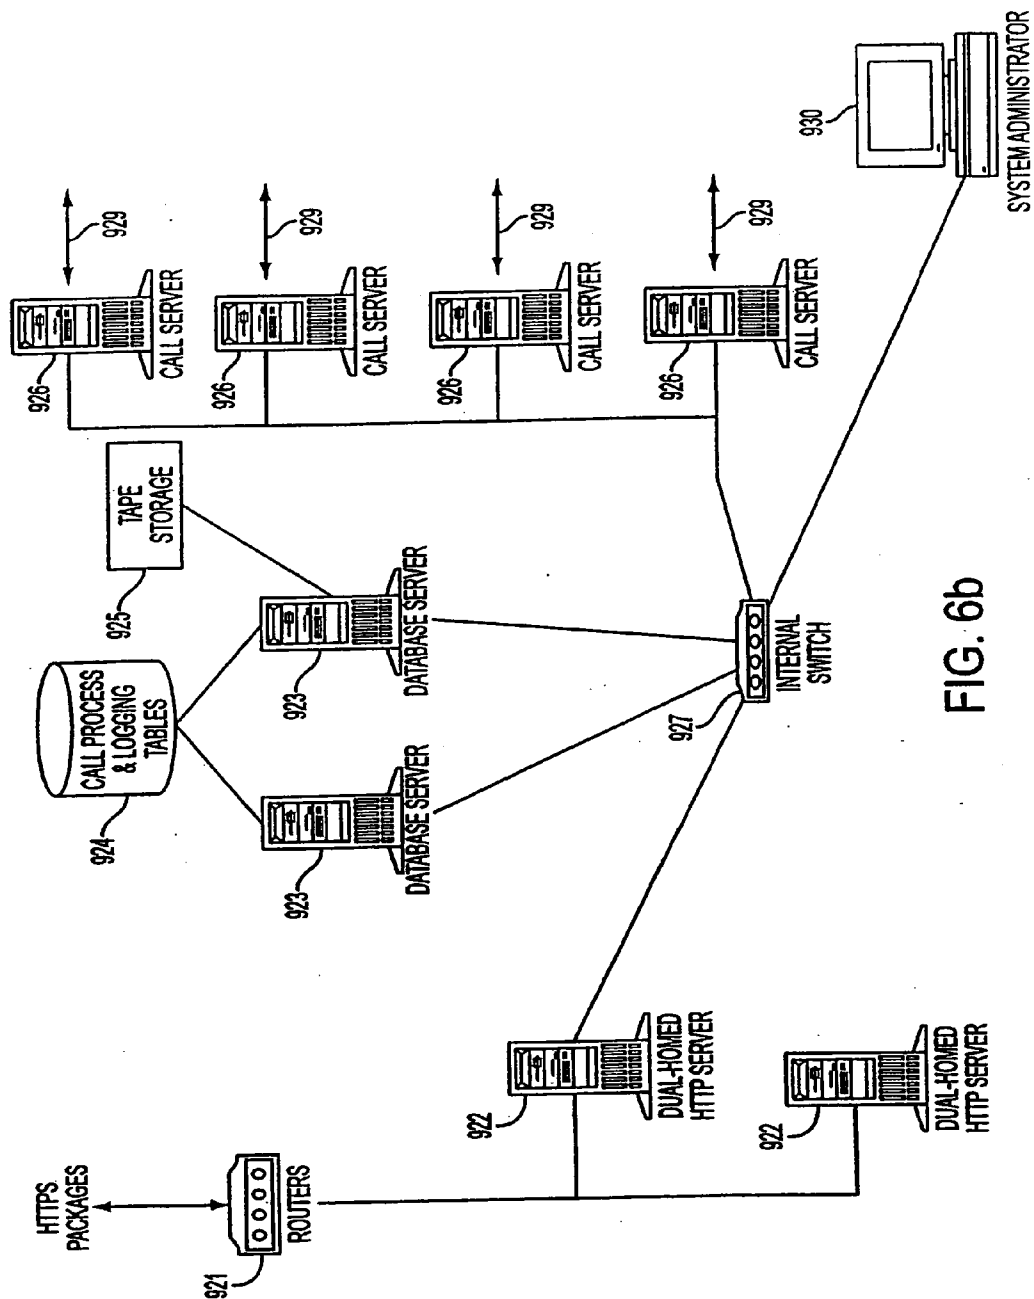 HTTPS
PACKAGES
921
ROUTERS
922
DUAL-HOMED
HTTP SERVER
922
DUAL-HOMED
HTTP SERVER
924
CALL PROCESS
& LOGGING
TABLES
923
DATABASE SERVER
923
DATABASE SERVER
925
TAPE
STORAGE
927
INTERNAL
SWITCH
926
CALL SERVER
929
926
CALL SERVER
929
926
CALL SERVER
929
926
CALL SERVER
929
930
SYSTEM ADMINISTRATOR
FIG. 6b